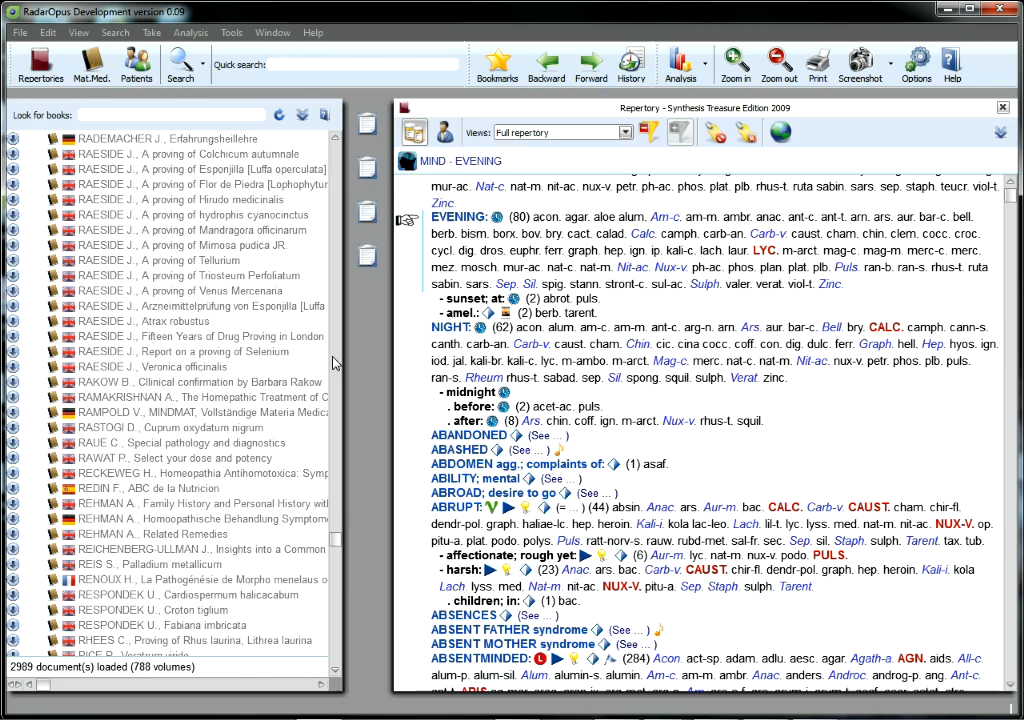 RadarOpus Development version 0.09
File Edit View Search Take Analysis Tools Window Help
Repertories Mat.Med. Patients Search Quick search: Bookmarks Backward Forward History Analysis Zoom in Zoom out Print Screenshot Options Help
Look for books:
RADEMACHER J., Erfahrungsheillehre
RAESIDE J., A proving of Colchicum autumnale
RAESIDE J., A proving of Esponjilla [Luffa operculata]
RAESIDE J., A proving of Flor de Piedra [Lophophytur
RAESIDE J., A proving of Hirudo medicinalis
RAESIDE J., A proving of hydrophis cyanocinctus
RAESIDE J., A proving of Mandragora officinarum
RAESIDE J., A proving of Mimosa pudica JR.
RAESIDE J., A proving of Tellurium
RAESIDE J., A proving of Triosteum Perfoliatum
RAESIDE J., A proving of Venus Mercenaria
RAESIDE J., Arzneimittelprüfung von Esponjilla [Luffa
RAESIDE J., Atrax robustus
RAESIDE J., Fifteen Years of Drug Proving in London
RAESIDE J., Report on a proving of Selenium
RAESIDE J., Veronica officinalis
RAKOW B., Cllinical confirmation by Barbara Rakow
RAMAKRISHNAN A., The Homepathic Treatment of C
RAMPOLD V., MINDMAT, Vollständige Materia Medica
RASTOGI D., Cuprum oxydatum nigrum
RAUE C., Special pathology and diagnostics
RAWAT P., Select your dose and potency
RECKEWEG H., Homeopathia Antihomotoxica: Symp
REDIN F., ABC de la Nutricion
REHMAN A., Family History and Personal History wit
REHMAN A., Homoopathische Behandlung Symptome
REHMAN A., Related Remedies
REICHENBERG-ULLMAN J., Insights into a Common
REIS S., Palladium metallicum
RENOUX H., La Pathogénésie de Morpho menelaus o
RESPONDEK U., Cardiospermum halicacabum
RESPONDEK U., Croton tiglium
RESPONDEK U., Fabiana imbricata
RHEES C., Proving of Rhus laurina, Lithrea laurina
2989 document(s) loaded (788 volumes)
Repertory - Synthesis Treasure Edition 2009
Views: Full repertory
MIND - EVENING
mur-ac. Nat-c. nat-m. nit-ac. nux-v. petr. ph-ac. phos. plat. plb. rhus-t. ruta sabin. sars. sep. staph. teucr. viol-t.
Zinc.
EVENING: (80) acon. agar. aloe alum. Am-c. am-m. ambr. anac. ant-c. ant-t. arn. ars. aur. bar-c. bell.
berb. bism. borx. bov. bry. cact. calad. Calc. camph. carb-an. Carb-v. caust. cham. chin. clem. cocc. croc.
cycl. dig. dros. euphr. ferr. graph. hep. ign. ip. kali-c. lach. laur. LYC. m-arct. mag-c. mag-m. merc-c. merc.
mez. mosch. mur-ac. nat-c. nat-m. Nit-ac. Nux-v. ph-ac. phos. plan. plat. plb. Puls. ran-b. ran-s. rhus-t. ruta
sabin. sars. Sep. Sil. spig. stann. stront-c. sul-ac. Sulph. valer. verat. viol-t. Zinc.
- sunset; at: (2) abrot. puls.
- amel.: (2) berb. tarent.
NIGHT: (62) acon. alum. am-c. am-m. ant-c. arg-n. arn. Ars. aur. bar-c. Bell. bry. CALC. camph. cann-s.
canth. carb-an. Carb-v. caust. cham. Chin. cic. cina cocc. coff. con. dig. dulc. ferr. Graph. hell. Hep. hyos. ign.
iod. jal. kali-br. kali-c. lyc. m-ambo. m-arct. Mag-c. merc. nat-c. nat-m. Nit-ac. nux-v. petr. phos. plb. puls.
ran-s. Rheum rhus-t. sabad. sep. Sil. spong. squil. sulph. Verat. zinc.
- midnight
. before: (2) acet-ac. puls.
. after: (8) Ars. chin. coff. ign. m-arct. Nux-v. rhus-t. squil.
ABANDONED (See ... )
ABASHED (See ... )
ABDOMEN agg.; complaints of: (1) asaf.
ABILITY; mental (See ... )
ABROAD; desire to go (See ... )
ABRUPT: (= ... ) (44) absin. Anac. ars. Aur-m. bac. CALC. Carb-v. CAUST. cham. chir-fl.
dendr-pol. graph. haliae-lc. hep. heroin. Kali-i. kola lac-leo. Lach. lil-t. lyc. lyss. med. nat-m. nit-ac. NUX-V. op.
pitu-a. plat. podo. polys. Puls. ratt-norv-s. rauw. rubd-met. sal-fr. sec. Sep. sil. Staph. sulph. Tarent. tax. tub.
- affectionate; rough yet: (6) Aur-m. lyc. nat-m. nux-v. podo. PULS.
- harsh: (23) Anac. ars. bac. Carb-v. CAUST. chir-fl. dendr-pol. graph. hep. heroin. Kali-i. kola
Lach. lyss. med. Nat-m. nit-ac. NUX-V. pitu-a. Sep. Staph. sulph. Tarent.
. children; in: (1) bac.
ABSENCES (See ... )
ABSENT FATHER syndrome (See ... )
ABSENT MOTHER syndrome (See ... )
ABSENTMINDED: (284) Acon. act-sp. adam. adlu. aesc. agar. Agath-a. AGN. aids. All-c.
alum-p. alum-sil. Alum. alumin-s. alumin. Am-c. am-m. ambr. Anac. anders. Androc. androg-p. ang. Ant-c.